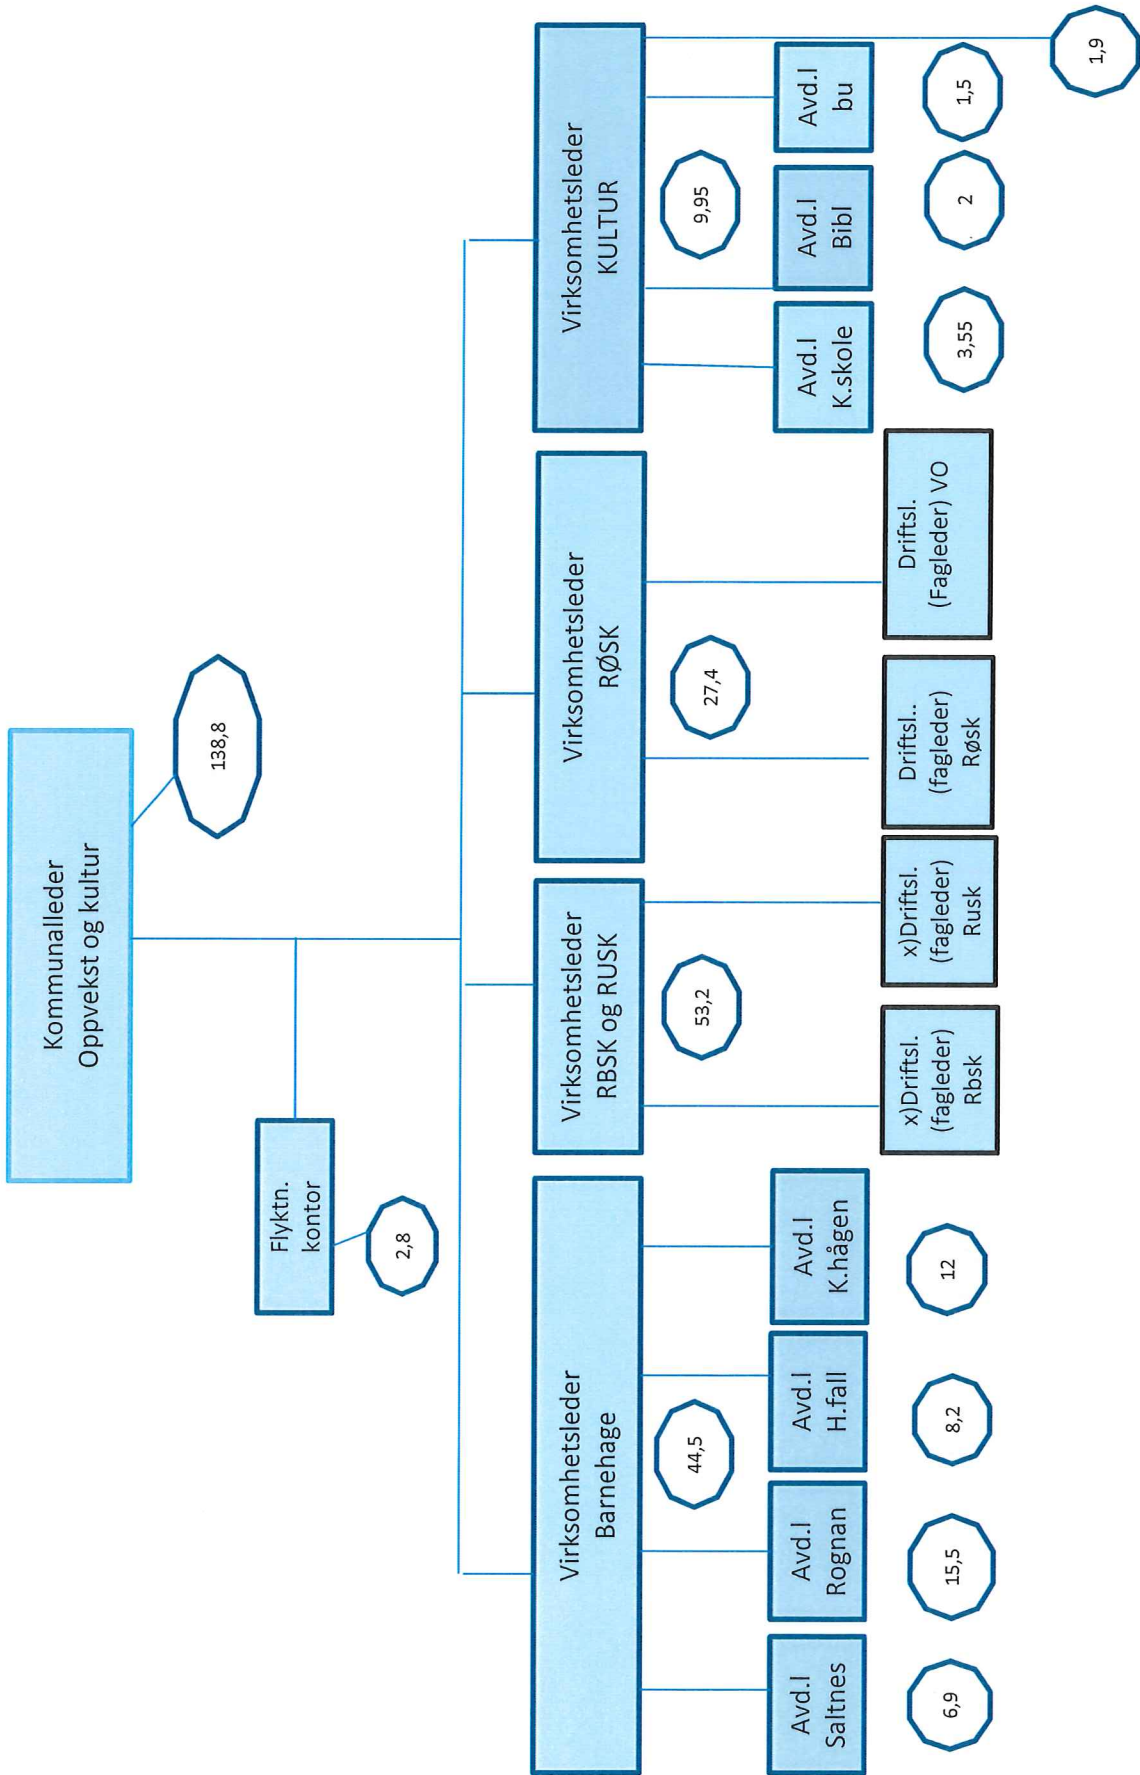 Kommunalleder
Oppvekst og kultur
138,8
Flyktn.
kontor
2,8
Virksomhetsleder
Barnehage
44,5
Virksomhetsleder
RBSK og RUSK
53,2
Virksomhetsleder
RØSK
27,4
Virksomhetsleder
KULTUR
9,95
Avd.l
Saltnes
Avd.l
Rognan
Avd.l
H.fall
Avd.l
K.hågen
Avd.l
K.skole
Avd.l
Bibl
Avd.l
bu
x)Driftsl.
(fagleder)
Rbsk
x)Driftsl.
(fagleder)
Rusk
Driftsl..
(fagleder)
Røsk
Driftsl.
(Fagleder) VO
6,9
15,5
8,2
12
3,55
2
1,5
1,9